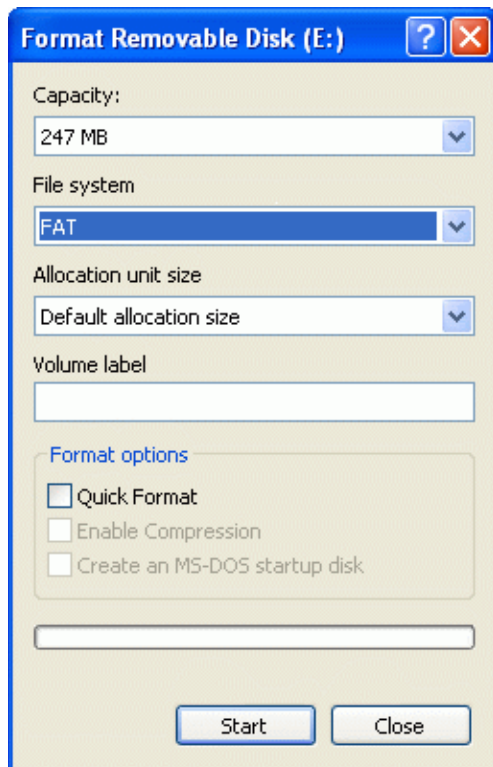 Format Removable Disk (E:)
Capacity:
247 MB
File system
FAT
Allocation unit size
Default allocation size
Volume label
Format options
Quick Format
Enable Compression
Create an MS-DOS startup disk
Start Close